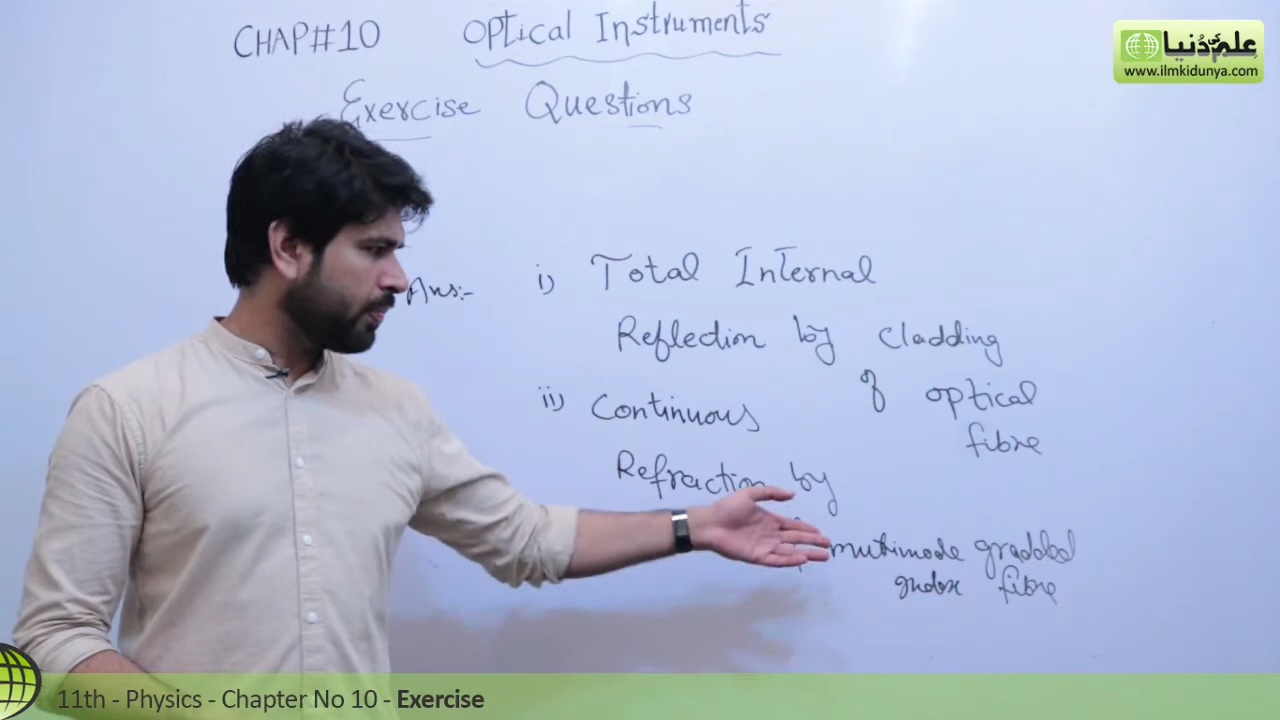 CHAP#10 Optical Instruments
Exercise Questions
علم کی دنیا
www.ilmkidunya.com
Ans:- i) Total Internal
Reflection by cladding
of optical
fibre
ii) Continuous
Refraction by
multimode gradded
index fibre
11th - Physics - Chapter No 10 - Exercise